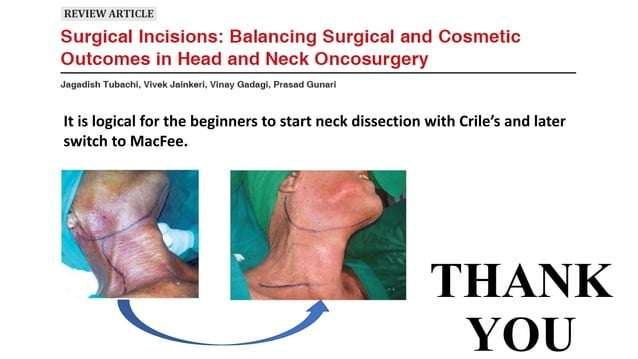 REVIEW ARTICLE
Surgical Incisions: Balancing Surgical and Cosmetic
Outcomes in Head and Neck Oncosurgery
Jagadish Tubachi, Vivek Jainkeri, Vinay Gadagi, Prasad Gunari
It is logical for the beginners to start neck dissection with Crile’s and later
switch to MacFee.
THANK
YOU